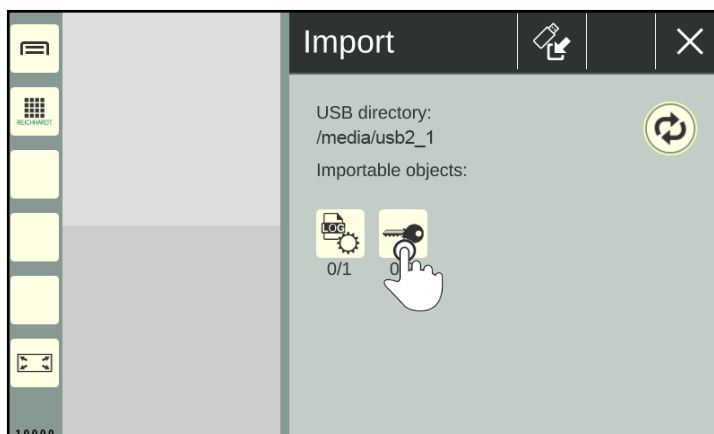 Import
REICHHARDT
USB directory:
/media/usb2_1
Importable objects:
LOG
0/1